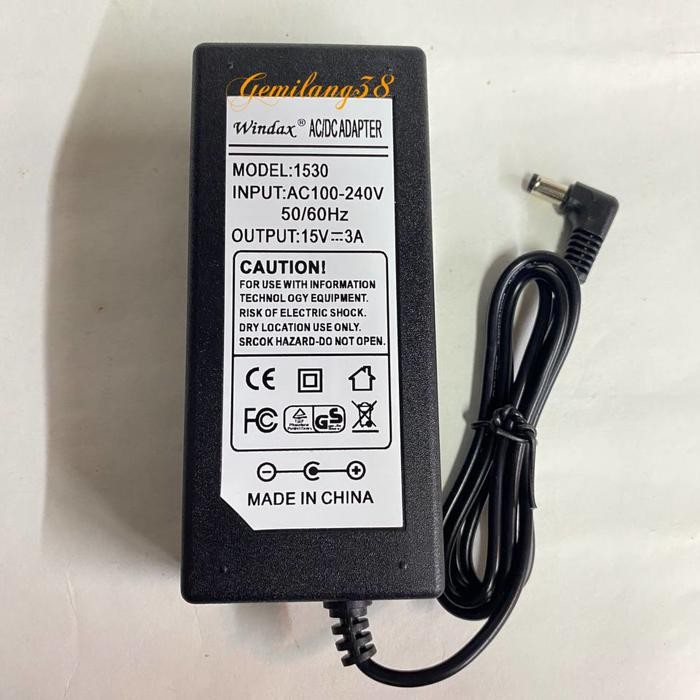 Gemilang38
Windax® AC/DC ADAPTER
MODEL:1530
INPUT:AC100-240V
50/60Hz
OUTPUT:15V⎓3A
CAUTION!
FOR USE WITH INFORMATION
TECHNOLOGY EQUIPMENT.
RISK OF ELECTRIC SHOCK.
DRY LOCATION USE ONLY.
SRCOK HAZARD-DO NOT OPEN.
CE
FC
GS
MADE IN CHINA